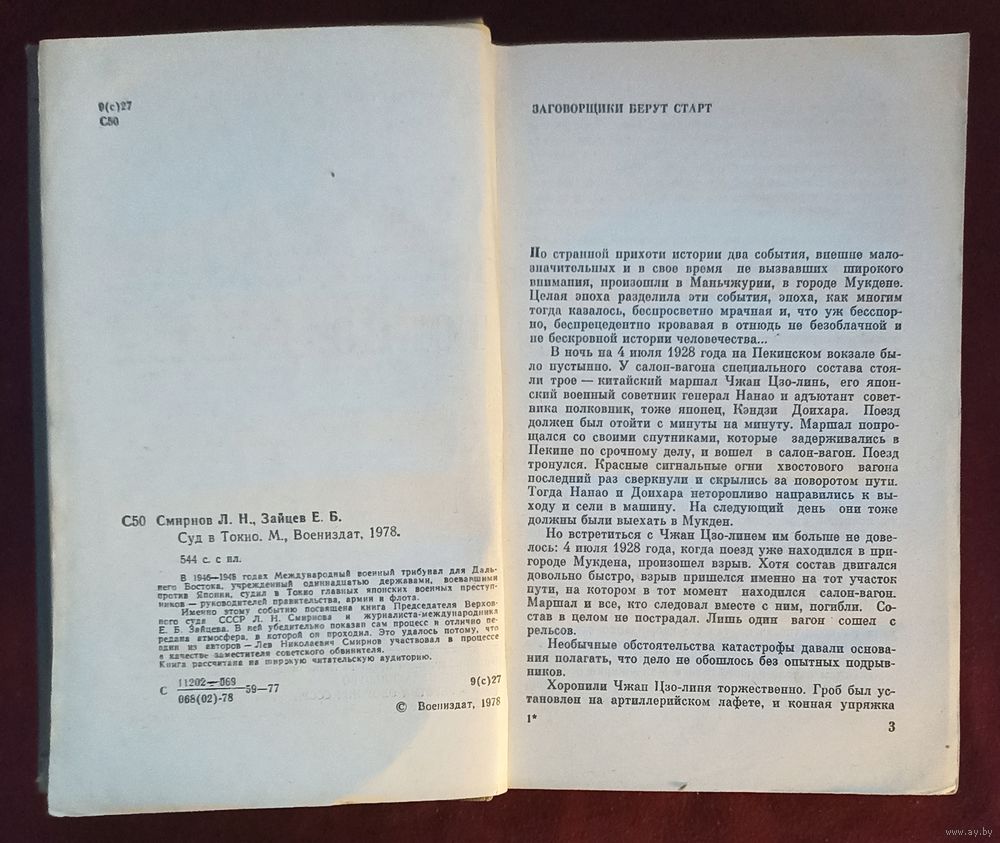 9(с)27
С50
С50 Смирнов Л. Н., Зайцев Е. Б.
Суд в Токио. М., Воениздат, 1978.
544 с. с ил.
В 1946—1948 годах Международный военный трибунал для Даль-
него Востока, учрежденный одиннадцатью державами, воевавшими
против Японии, судил в Токио главных японских военных преступ-
ников — руководителей правительства, армии и флота.
Именно этому событию посвящена книга Председателя Верхов-
ного суда СССР Л. Н. Смирнова и журналиста-международника
Е. Б. Зайцева. В ней убедительно показан сам процесс и отлично пе-
редана атмосфера, в которой он проходил. Это удалось потому, что
один из авторов — Лев Николаевич Смирнов участвовал в процессе
в качестве заместителя советского обвинителя.
Книга рассчитана на широкую читательскую аудиторию.
С 11202—069
068(02)-78
59—77
9(с)27
© Воениздат, 1978
ЗАГОВОРЩИКИ БЕРУТ СТАРТ
По странной прихоти истории два события, внешне мало-
значительных и в свое время не вызвавших широкого
внимания, произошли в Маньчжурии, в городе Мукдене.
Целая эпоха разделила эти события, эпоха, как многим
тогда казалось, беспросветно мрачная и, что уж бесспор-
но, беспрецедентно кровавая в отнюдь не безоблачной и
не бескровной истории человечества...
В ночь на 4 июля 1928 года на Пекинском вокзале бы-
ло пустынно. У салон-вагона специального состава стоя-
ли трое — китайский маршал Чжан Цзо-линь, его япон-
ский военный советник генерал Нанао и адъютант совет-
ника полковник, тоже японец, Кэндзи Доихара. Поезд
должен был отойти с минуты на минуту. Маршал попро-
щался со своими спутниками, которые задерживались в
Пекине по срочному делу, и вошел в салон-вагон. Поезд
тронулся. Красные сигнальные огни хвостового вагона
последний раз сверкнули и скрылись за поворотом пути.
Тогда Нанао и Доихара неторопливо направились к вы-
ходу и сели в машину. На следующий день они тоже
должны были выехать в Мукден.
Но встретиться с Чжан Цзо-линем им больше не дове-
лось: 4 июля 1928 года, когда поезд уже находился в при-
городе Мукдена, произошел взрыв. Хотя состав двигался
довольно быстро, взрыв пришелся именно на тот участок
пути, на котором в тот момент находился салон-вагон.
Маршал и все, кто следовал вместе с ним, погибли. Со-
став в целом не пострадал. Лишь один вагон сошел с
рельсов.
Необычные обстоятельства катастрофы давали основа-
ния полагать, что дело не обошлось без опытных подрыв-
ников.
Хоронили Чжан Цзо-линя торжественно. Гроб был ус-
тановлен на артиллерийском лафете, и конная упряжка
1*
3
www.ay.by